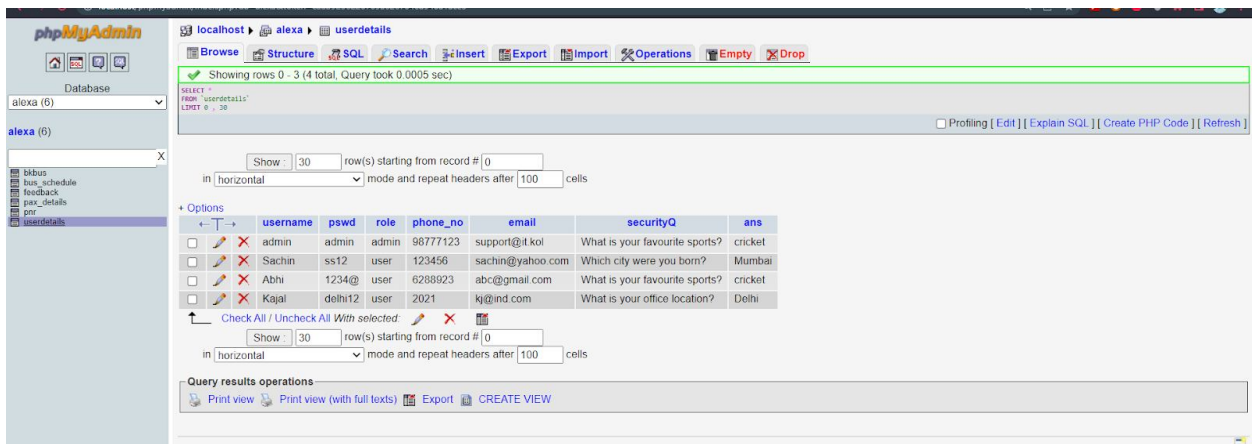 phpMyAdmin
Database
alexa (6)
alexa (6)
X
bkbus
bus_schedule
feedback
pax_details
pnr
userdetails
localhost alexa userdetails
Browse Structure SQL Search Insert Export Import Operations Empty Drop
Showing rows 0 - 3 (4 total, Query took 0.0005 sec)
SELECT *
FROM `userdetails`
LIMIT 0 , 30
Profiling [ Edit ] [ Explain SQL ] [ Create PHP Code ] [ Refresh ]
Show : 30 row(s) starting from record # 0
in horizontal mode and repeat headers after 100 cells
+ Options
←T→ username pswd role phone_no email securityQ ans
admin admin admin 98777123 support@it.kol What is your favourite sports? cricket
Sachin ss12 user 123456 sachin@yahoo.com Which city were you born? Mumbai
Abhi 1234@ user 6288923 abc@gmail.com What is your favourite sports? cricket
Kajal delhi12 user 2021 kj@ind.com What is your office location? Delhi
Check All / Uncheck All With selected:
Show : 30 row(s) starting from record # 0
in horizontal mode and repeat headers after 100 cells
Query results operations
Print view Print view (with full texts) Export CREATE VIEW